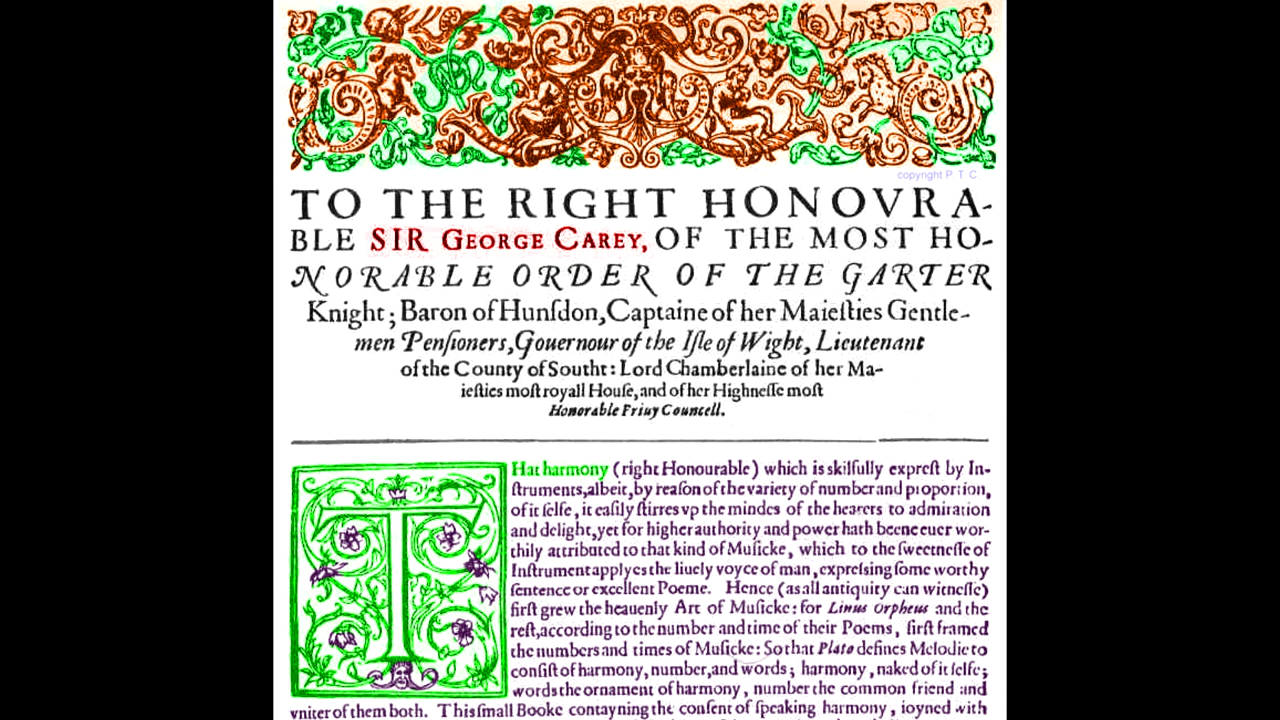 copyright P T C
TO THE RIGHT HONOVRA-
BLE SIR GEORGE CAREY, OF THE MOST HO-
NORABLE ORDER OF THE GARTER
Knight; Baron of Hunſdon, Captaine of her Maieſties Gentle-
men Penſioners, Gouernour of the Iſle of Wight, Lieutenant
of the County of Southt: Lord Chamberlaine of her Ma-
ieſties moſt royall Houſe, and of her Highneſſe moſt
Honorable Priuy Councell.
THat harmony (right Honourable) which is skilfully expreſt by In-
ſtruments, albeit, by reaſon of the variety of number and proportion,
of it ſelfe, it eaſily ſtirres vp the mindes of the hearers to admiration
and delight, yet for higher authority and power hath beene euer wor-
thily attributed to that kind of Muſicke, which to the ſweetneſſe of
Inſtrument applyes the liuely voyce of man, expreſsing ſome worthy
ſentence or excellent Poeme. Hence (as all antiquity can witneſſe)
firſt grew the heauenly Art of Muſicke: for Linus Orpheus and the
reſt, according to the number and time of their Poems, firſt framed
the numbers and times of Muſicke: So that Plato defines Melodie to
conſiſt of harmony, number, and words; harmony, naked of it ſelfe;
words the ornament of harmony, number the common friend and
vniter of them both. This ſmall Booke contayning the conſent of ſpeaking harmony, ioyned with